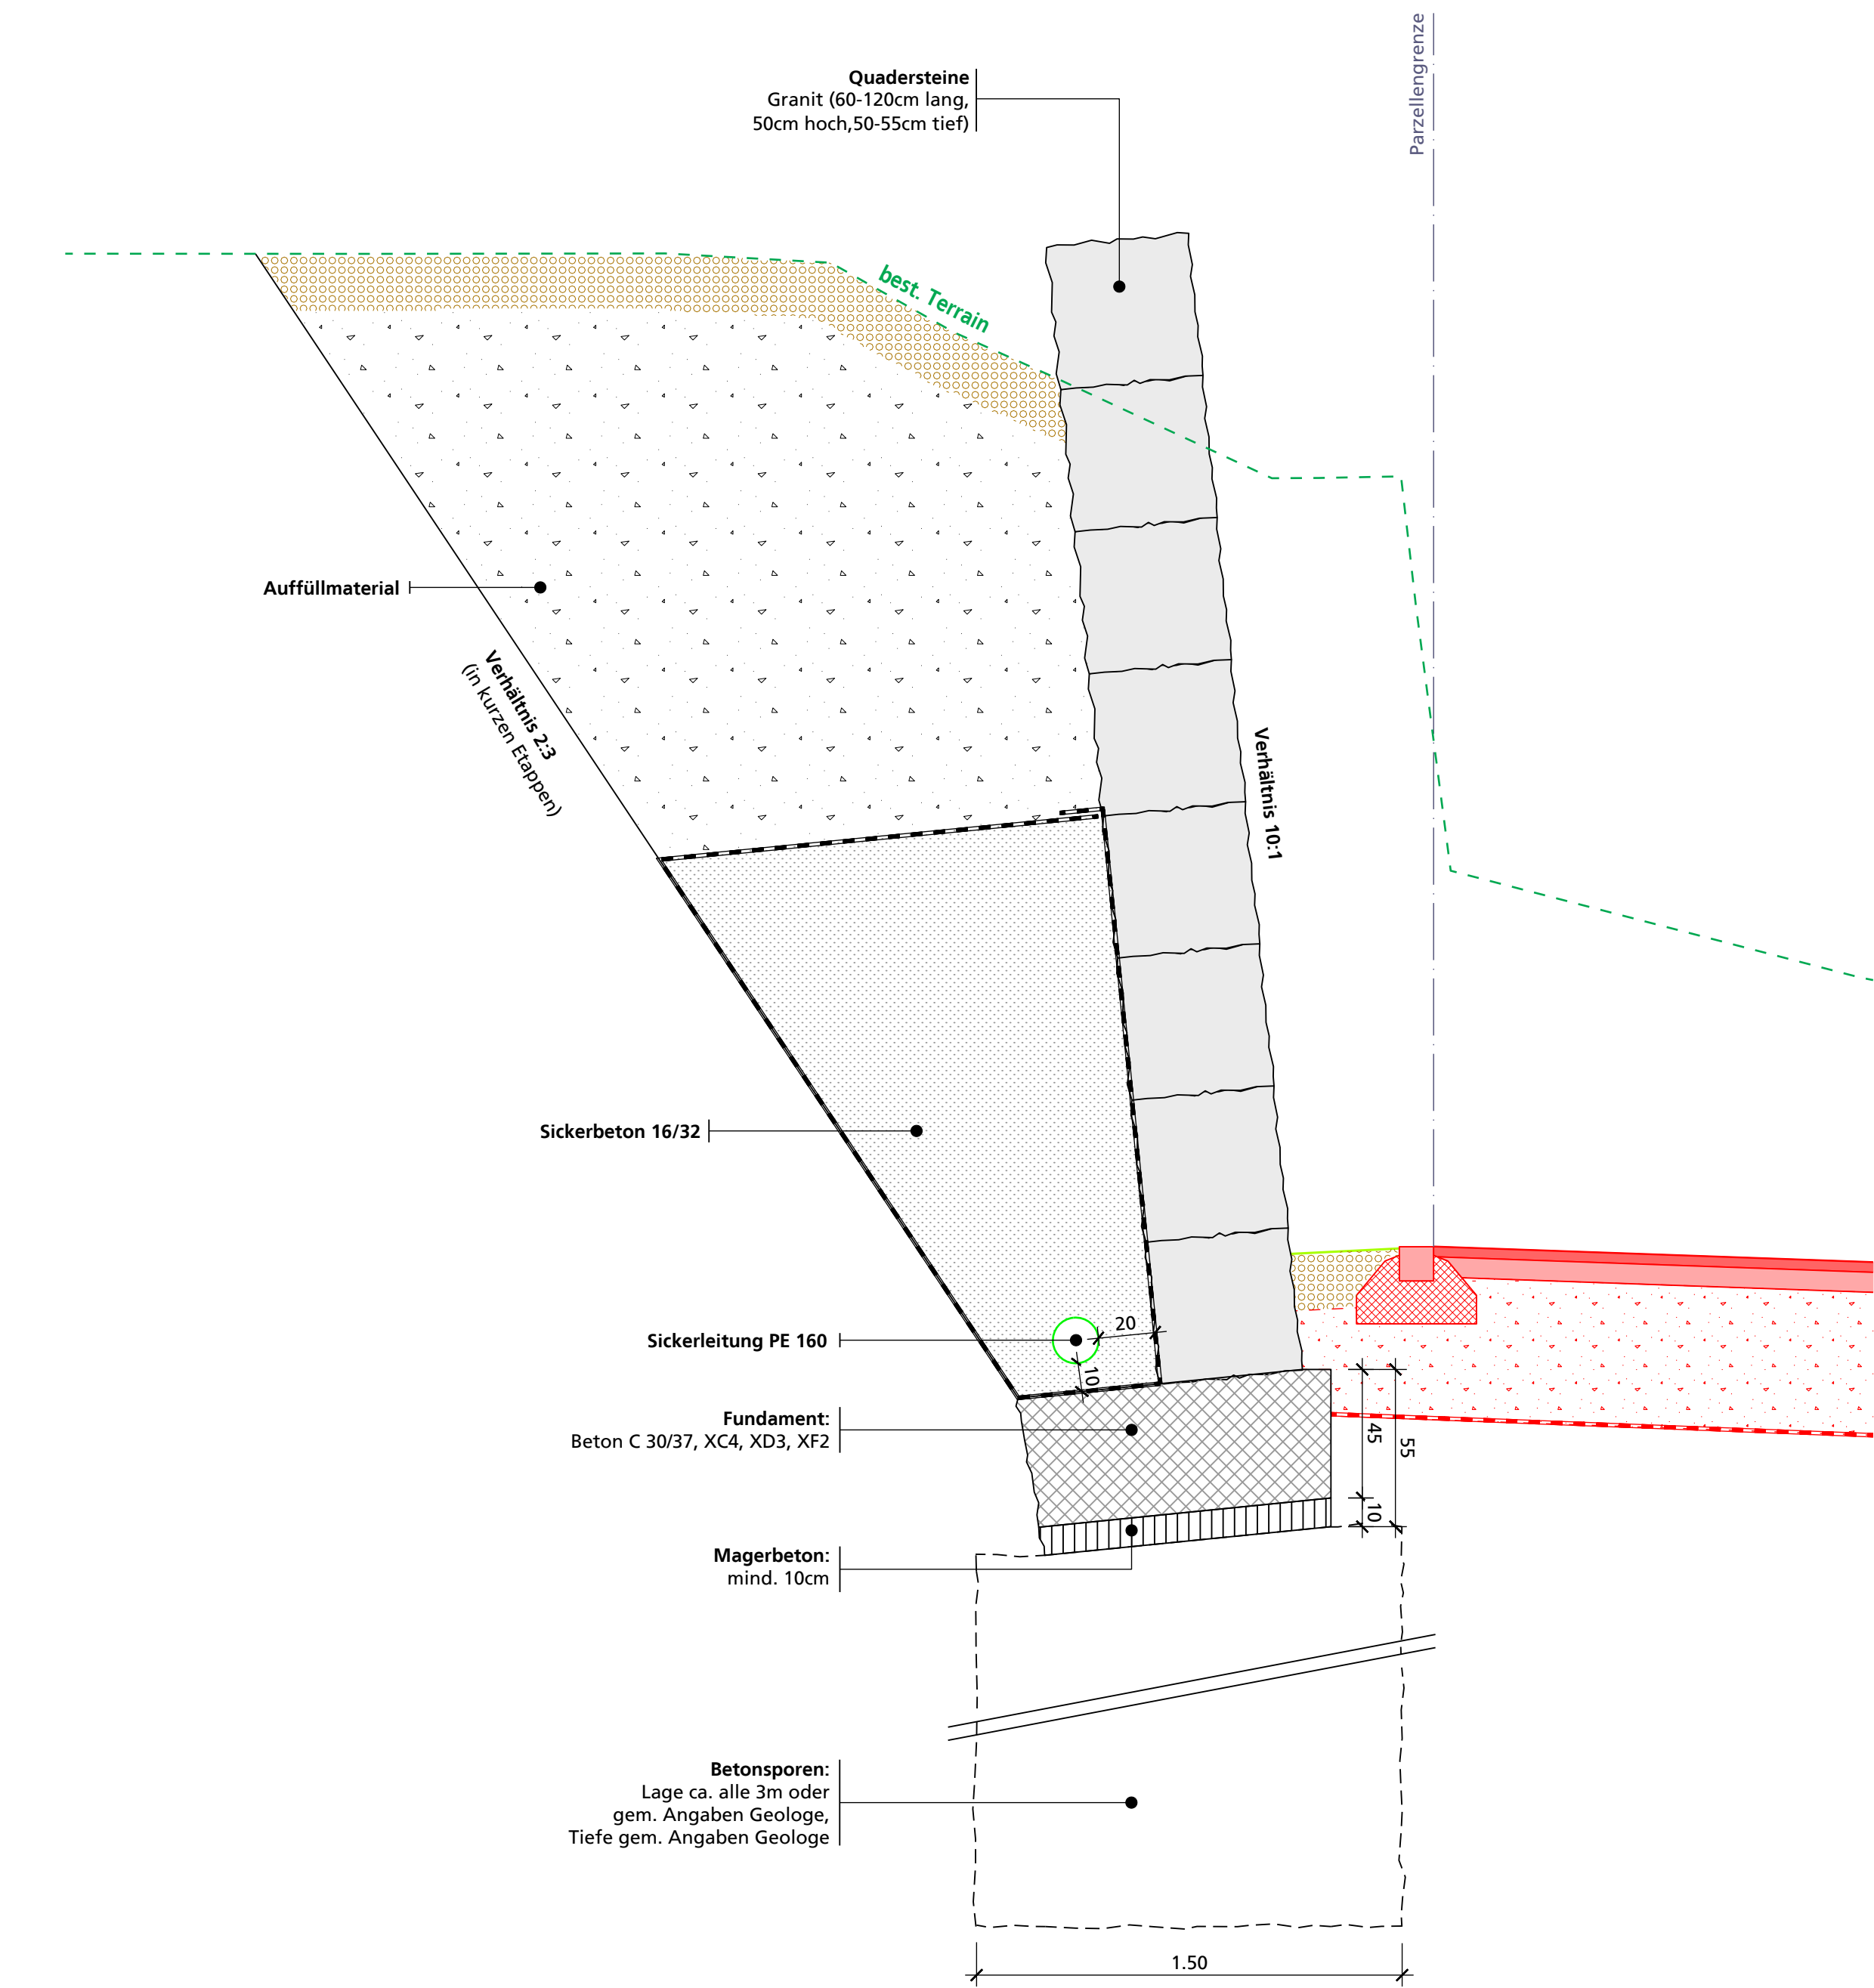 Parzellengrenze
Quadersteine
Granit (60-120cm lang,
50cm hoch,50-55cm tief)
best. Terrain
Auffüllmaterial
Verhältnis 2:3
(in kurzen Etappen)
Verhältnis 10:1
Sickerbeton 16/32
20
Sickerleitung PE 160
10
Fundament:
Beton C 30/37, XC4, XD3, XF2
45
55
10
Magerbeton:
mind. 10cm
Betonsporen:
Lage ca. alle 3m oder
gem. Angaben Geologe,
Tiefe gem. Angaben Geologe
1.50